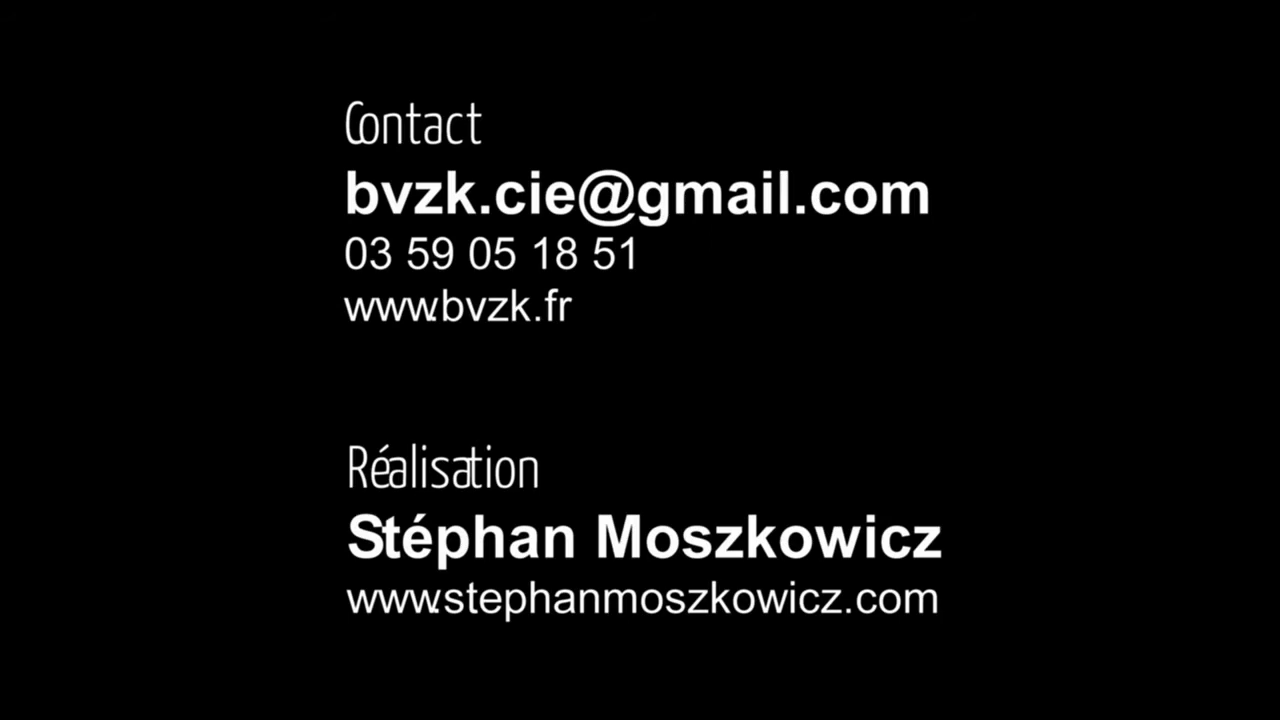 Contact
bvzk.cie@gmail.com
03 59 05 18 51
www.bvzk.fr
Réalisation
Stéphan Moszkowicz
www.stephanmoszkowicz.com